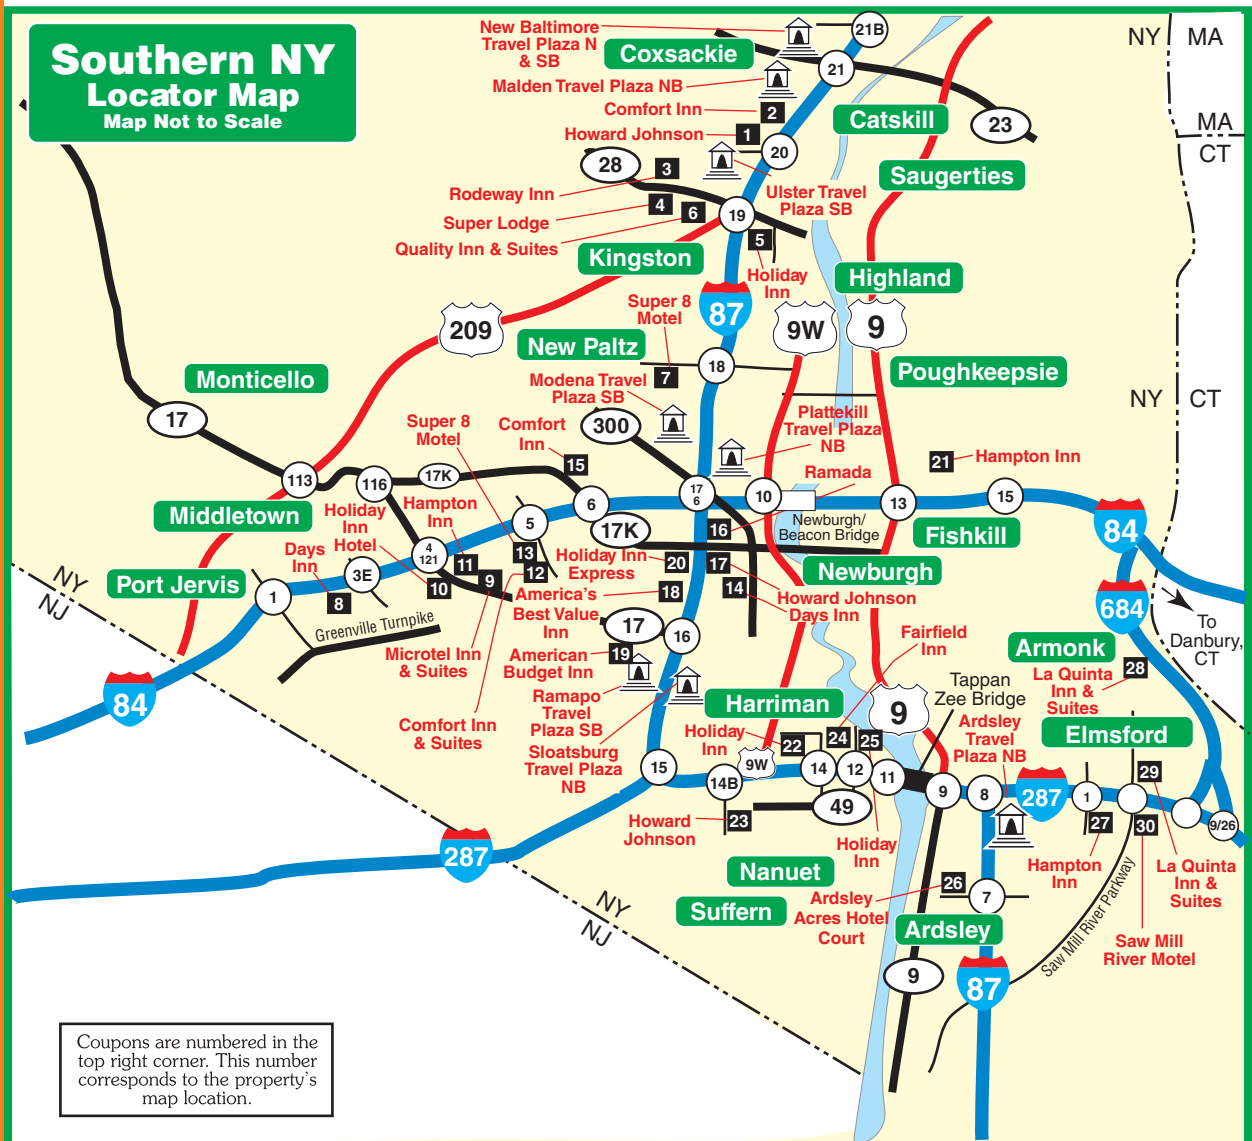 Southern NY
Locator Map
Map Not to Scale
New Baltimore
Travel Plaza N
& SB
Coxsackie
21B
NY
MA
Malden Travel Plaza NB
21
Comfort Inn
2
Catskill
23
MA
CT
Howard Johnson
1
20
28
3
Saugerties
Rodeway Inn
Ulster Travel
Plaza SB
Super Lodge
4
6
19
Quality Inn & Suites
5
Kingston
Holiday
Inn
Highland
Super 8
Motel
87
209
9W
9
New Paltz
18
7
Monticello
Modena Travel
Plaza SB
Poughkeepsie
NY
CT
17
Super 8
Motel
Comfort
Inn
300
Plattekill
Travel Plaza
NB
15
21
Hampton Inn
Ramada
113
116
17K
6
17
6
10
13
15
Middletown
Holiday
Inn
Hotel
Hampton
Inn
5
17K
16
Newburgh/
Beacon Bridge
Fishkill
84
Days
Inn
4
121
11
13
12
Holiday Inn
Express
20
17
Newburgh
NY
NJ
Port Jervis
1
3E
8
10
9
America's
Best Value
Inn
18
14
Howard Johnson
Days Inn
684
To
Danbury,
CT
Greenville Turnpike
17
16
Fairfield
Inn
Armonk
Microtel Inn
& Suites
American
Budget Inn
19
La Quinta
Inn &
Suites
28
84
Ramapo
Travel
Plaza SB
Harriman
9
Tappan
Zee Bridge
Comfort Inn
& Suites
Sloatsburg
Travel Plaza
NB
Holiday
Inn
22
24
25
Ardsley
Travel
Plaza NB
Elmsford
15
14B
9W
14
12
11
9
8
287
1
29
9/26
49
23
27
30
287
Howard
Johnson
Holiday
Inn
Hampton
Inn
La Quinta
Inn &
Suites
Nanuet
26
7
Suffern
Ardsley
Acres Hotel
Court
Ardsley
Saw Mill River Parkway
Saw Mill
River Motel
NY
NJ
9
87
Coupons are numbered in the
top right corner. This number
corresponds to the property's
map location.